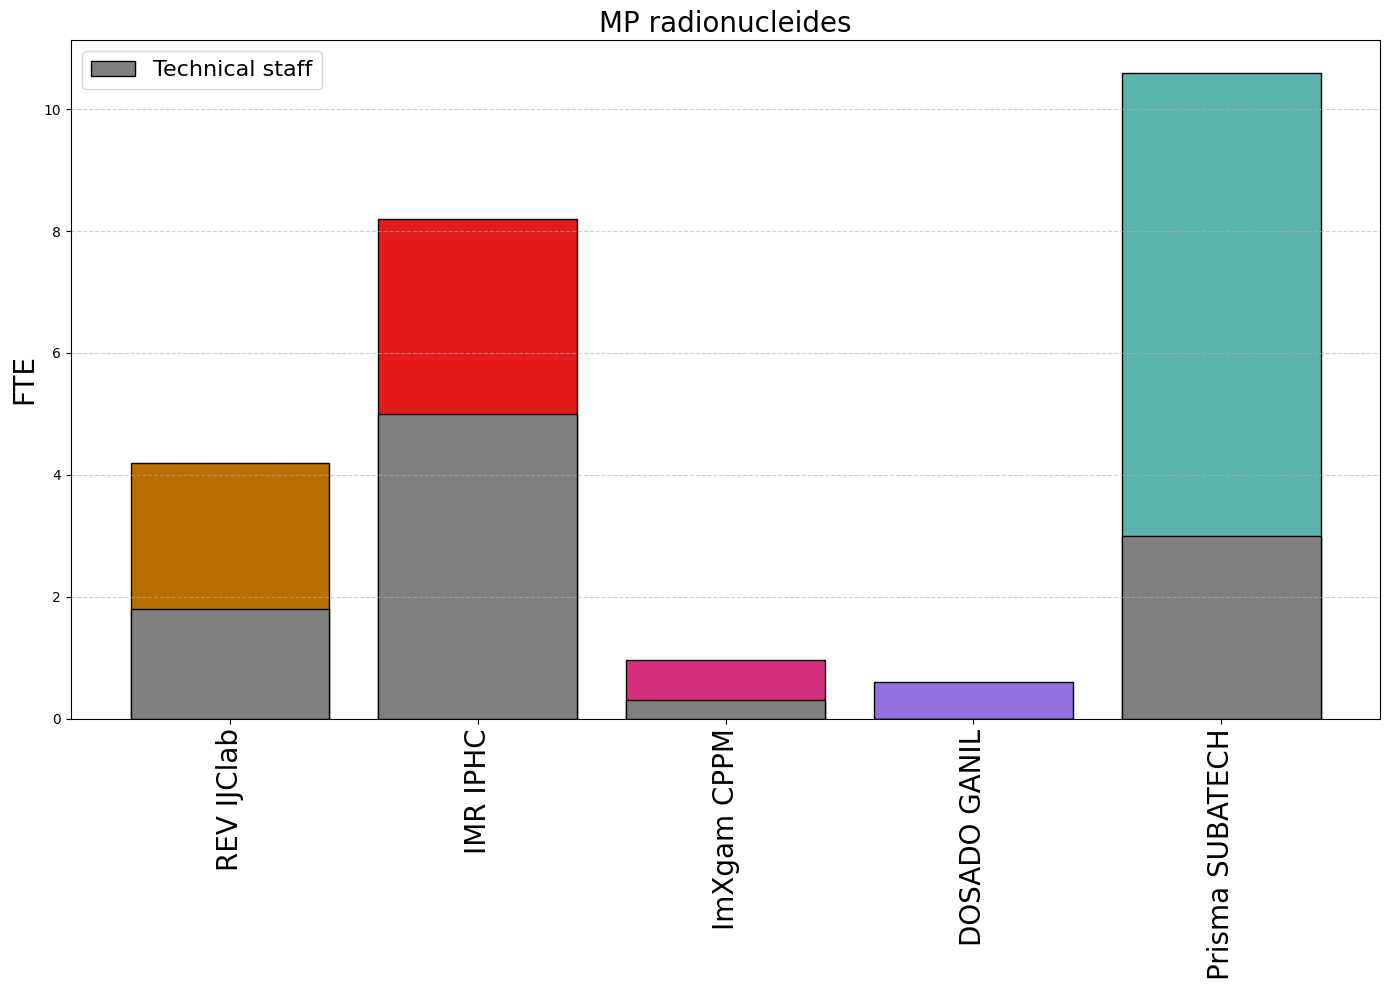 MP radionucleides
Technical staff
FTE
10
8
6
4
2
0
REV IJClab
IMR IPHC
ImXgam CPPM
DOSADO GANIL
Prisma SUBATECH